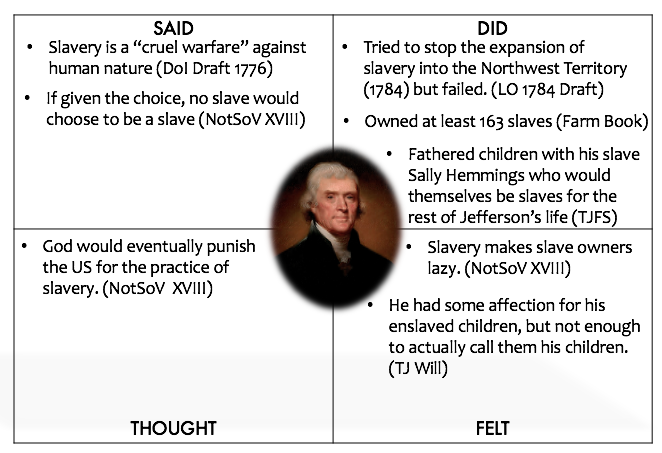 SAID
• Slavery is a “cruel warfare” against
human nature (DoI Draft 1776)
• If given the choice, no slave would
choose to be a slave (NotSoV XVIII)
DID
• Tried to stop the expansion of
slavery into the Northwest Territory
(1784) but failed. (LO 1784 Draft)
• Owned at least 163 slaves (Farm Book)
• Fathered children with his slave
Sally Hemmings who would
themselves be slaves for the
rest of Jefferson’s life (TJFS)
• God would eventually punish
the US for the practice of
slavery. (NotSoV XVIII)
THOUGHT
• Slavery makes slave owners
lazy. (NotSoV XVIII)
• He had some affection for his
enslaved children, but not enough
to actually call them his children.
(TJ Will)
FELT